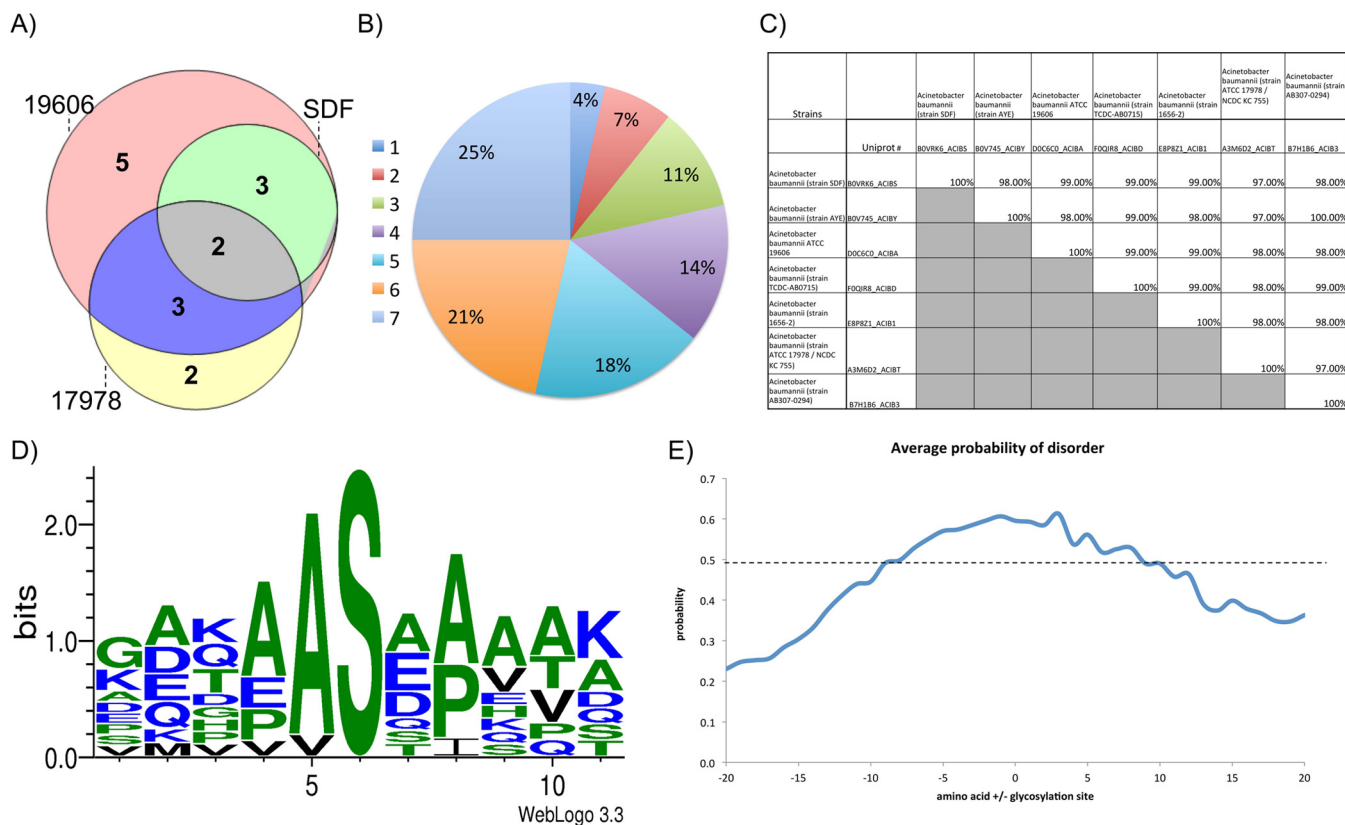 A)
19606
SDF
5
3
2
3
2
17978
B)
4%
7%
11%
14%
18%
21%
25%
1
2
3
4
5
6
7
C)
Strains
Acinetobacter baumannii (strain SDF)
Acinetobacter baumannii (strain AYE)
Acinetobacter baumannii ATCC 19606
Acinetobacter baumannii (strain TCDC-AB0715)
Acinetobacter baumannii (strain 1656-2)
Acinetobacter baumannii (strain ATCC 17978 / NCDC KC 755)
Acinetobacter baumannii (strain AB307-0294)
Uniprot # B0VRK6_ACIBS B0V745_ACIBY D0C6C0_ACIBA F0QJR8_ACIBD E8P8Z1_ACIB1 A3M6D2_ACIBT B7H1B6_ACIB3
Acinetobacter baumannii (strain SDF) B0VRK6_ACIBS 100% 98.00% 99.00% 99.00% 99.00% 97.00% 98.00%
Acinetobacter baumannii (strain AYE) B0V745_ACIBY 100% 98.00% 99.00% 98.00% 97.00% 100.00%
Acinetobacter baumannii ATCC 19606 D0C6C0_ACIBA 100% 99.00% 99.00% 98.00% 98.00%
Acinetobacter baumannii (strain TCDC-AB0715) F0QJR8_ACIBD 100% 99.00% 98.00% 99.00%
Acinetobacter baumannii (strain 1656-2) E8P8Z1_ACIB1 100% 98.00% 98.00%
Acinetobacter baumannii (strain ATCC 17978 / NCDC KC 755) A3M6D2_ACIBT 100% 97.00%
Acinetobacter baumannii (strain AB307-0294) B7H1B6_ACIB3 100%
D)
bits
2.0
1.0
0.0
G K A D E P S V
A D E Q K M
K Q T D G H P V
A E P V
A V
S
A E D Q S T
A P I
A V E H K Q S
A T V P Q
K A D Q S T
5
10
WebLogo 3.3
E)
Average probability of disorder
probability
0.7
0.6
0.5
0.4
0.3
0.2
0.1
0.0
-20
-15
-10
-5
0
5
10
15
20
amino acid +/- glycosylation site